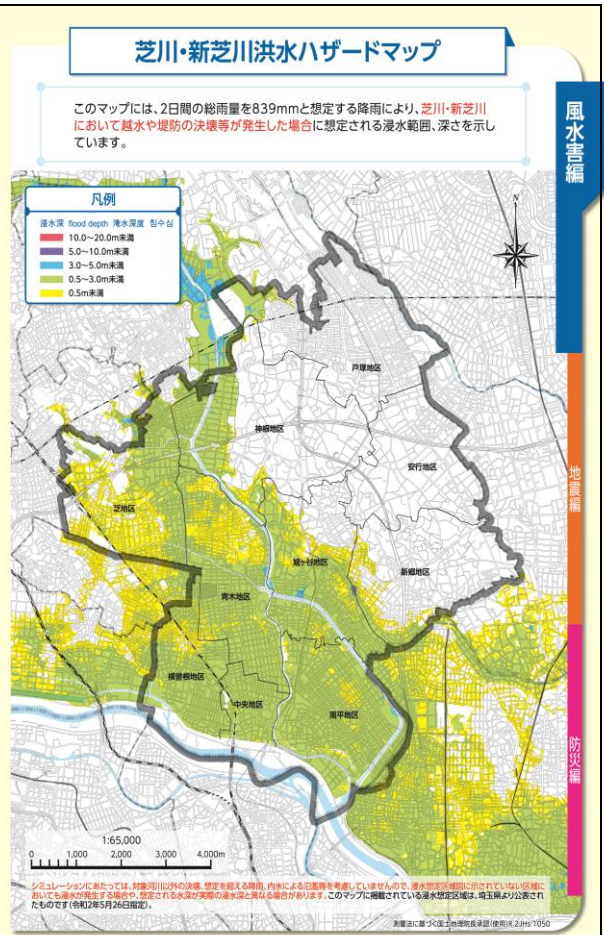 芝川・新芝川洪水ハザードマップ
このマップには、2日間の総雨量を839mmと想定する降雨により、芝川・新芝川
において越水や堤防の決壊等が発生した場合に想定される浸水範囲、深さを示し
ています。
風水害編
凡例
浸水深 flood depth 淹水深度 침수심
10.0〜20.0m未満
5.0〜10.0m未満
3.0〜5.0m未満
0.5〜3.0m未満
0.5m未満
N
戸塚地区
神根地区
安行地区
芝地区
鳩ヶ谷地区
新郷地区
青木地区
横曽根地区
中央地区
南平地区
地震編
防災編
1:65,000
0 1,000 2,000 3,000 4,000m
シミュレーションにあたっては、対象河川以外の決壊、想定を超える降雨、内水による氾濫等を考慮していませんので、浸水想定区域図に示されていない区域に
おいても浸水が発生する場合や、想定される水深が実際の浸水深と異なる場合があります。このマップに掲載されている浸水想定区域は、埼玉県より公表され
たものです(令和2年5月26日指定)。
測量法に基づく国土地理院長承認(使用)R 2JHs 1050